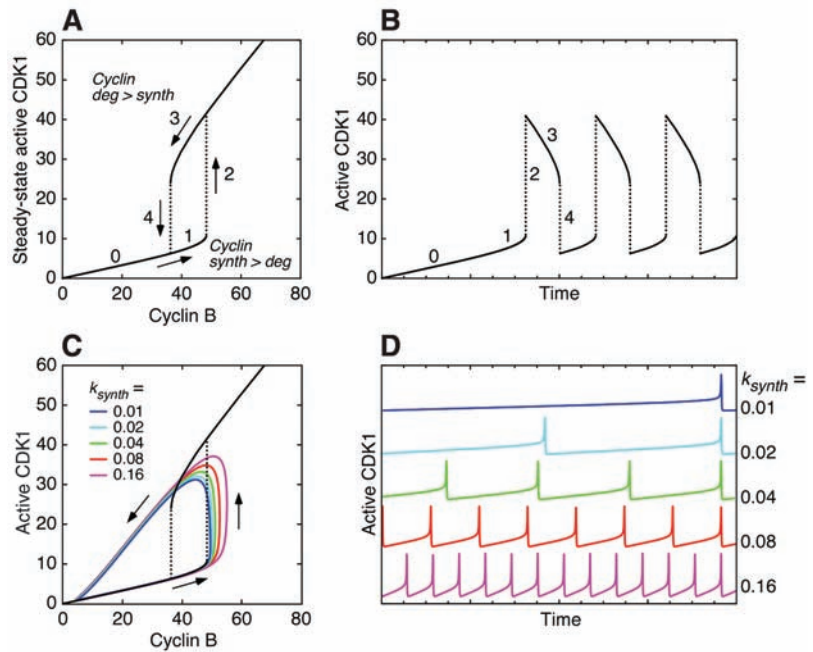 A
60
50
40
30
20
10
0
Steady-state active CDK1
Cyclin
deg > synth
3
2
4
1
0
Cyclin
synth > deg
0 20 40 60 80
Cyclin B
B
60
50
40
30
20
10
0
Active CDK1
0
1
2
3
4
Time
C
60
50
40
30
20
10
0
Active CDK1
k synth =
0.01
0.02
0.04
0.08
0.16
0 20 40 60 80
Cyclin B
D
Active CDK1
k synth =
0.01
0.02
0.04
0.08
0.16
Time